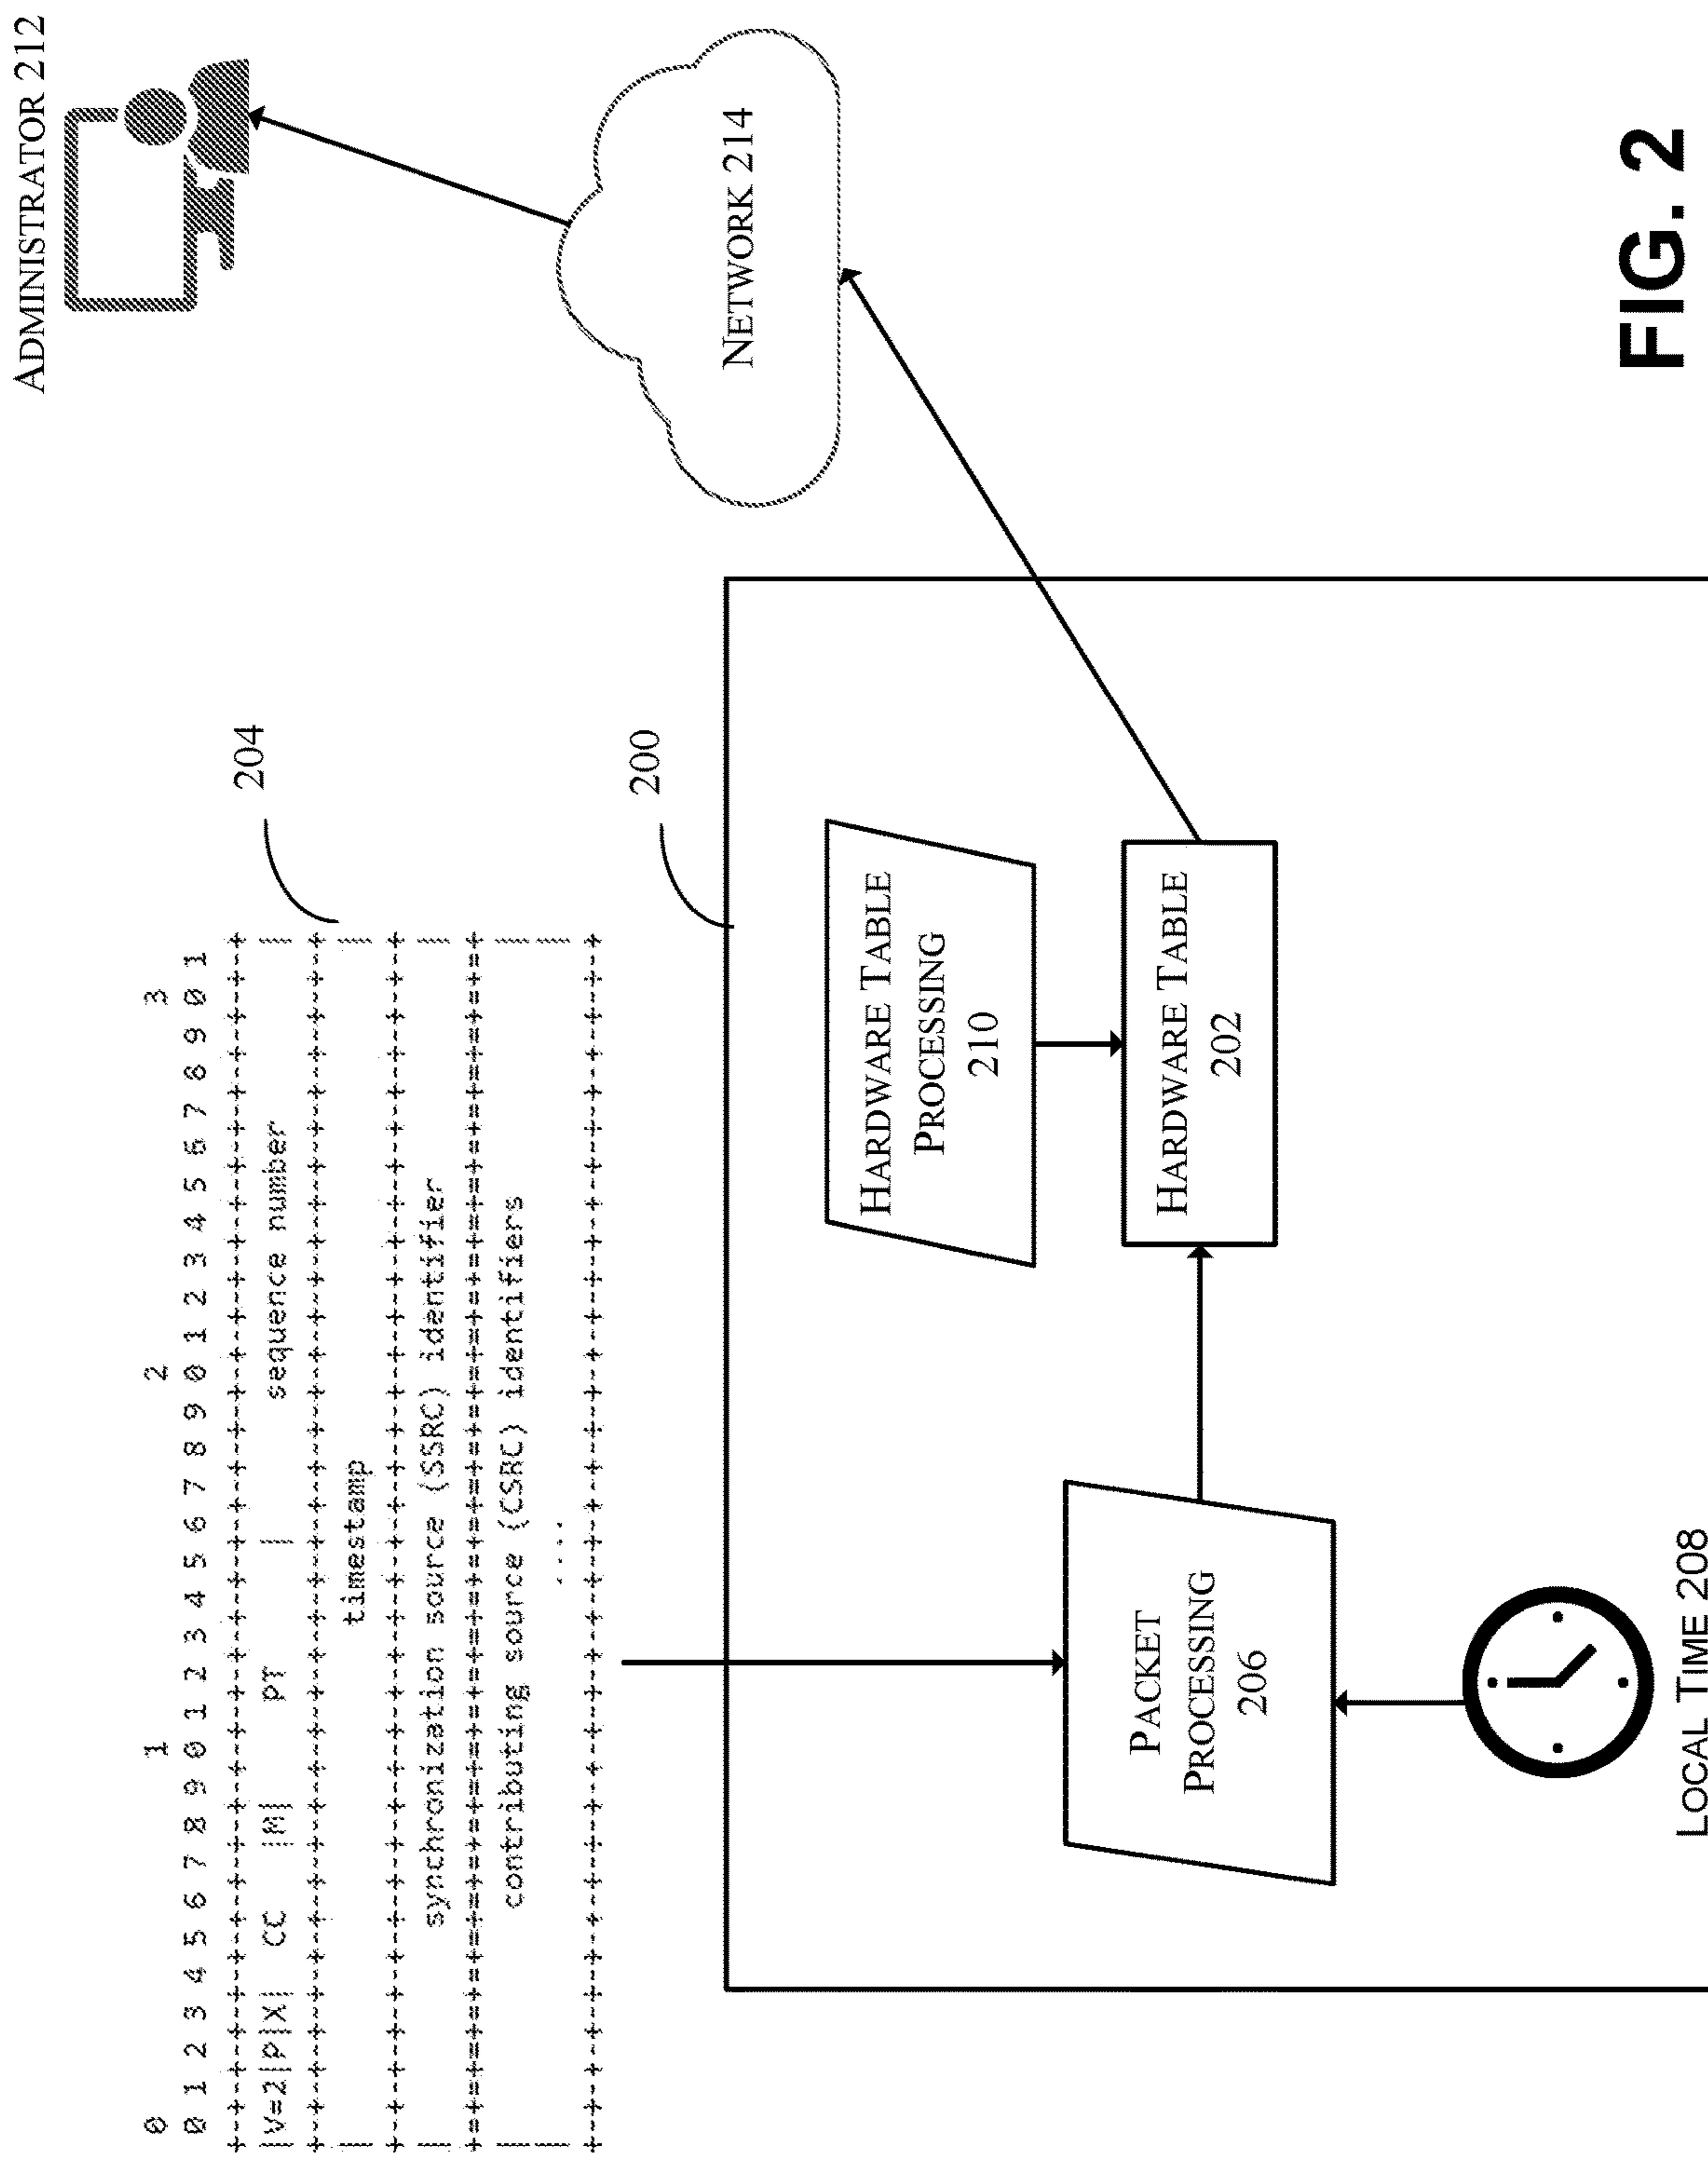 ADMINISTRATOR 212
0                   1                   2                   3
0 1 2 3 4 5 6 7 8 9 0 1 2 3 4 5 6 7 8 9 0 1 2 3 4 5 6 7 8 9 0 1
+-+-+-+-+-+-+-+-+-+-+-+-+-+-+-+-+-+-+-+-+-+-+-+-+-+-+-+-+-+-+-+-+
|V=2|P|X|  CC   |M|     PT      |       sequence number         |
+-+-+-+-+-+-+-+-+-+-+-+-+-+-+-+-+-+-+-+-+-+-+-+-+-+-+-+-+-+-+-+-+
|                           timestamp                           |
+-+-+-+-+-+-+-+-+-+-+-+-+-+-+-+-+-+-+-+-+-+-+-+-+-+-+-+-+-+-+-+-+
|           synchronization source (SSRC) identifier            |
+=+=+=+=+=+=+=+=+=+=+=+=+=+=+=+=+=+=+=+=+=+=+=+=+=+=+=+=+=+=+=+=+
|            contributing source (CSRC) identifiers             |
|                             ....                              |
+-+-+-+-+-+-+-+-+-+-+-+-+-+-+-+-+-+-+-+-+-+-+-+-+-+-+-+-+-+-+-+-+
204
200
NETWORK 214
HARDWARE TABLE
PROCESSING
210
PACKET
PROCESSING
206
HARDWARE TABLE
202
LOCAL TIME 208
FIG. 2